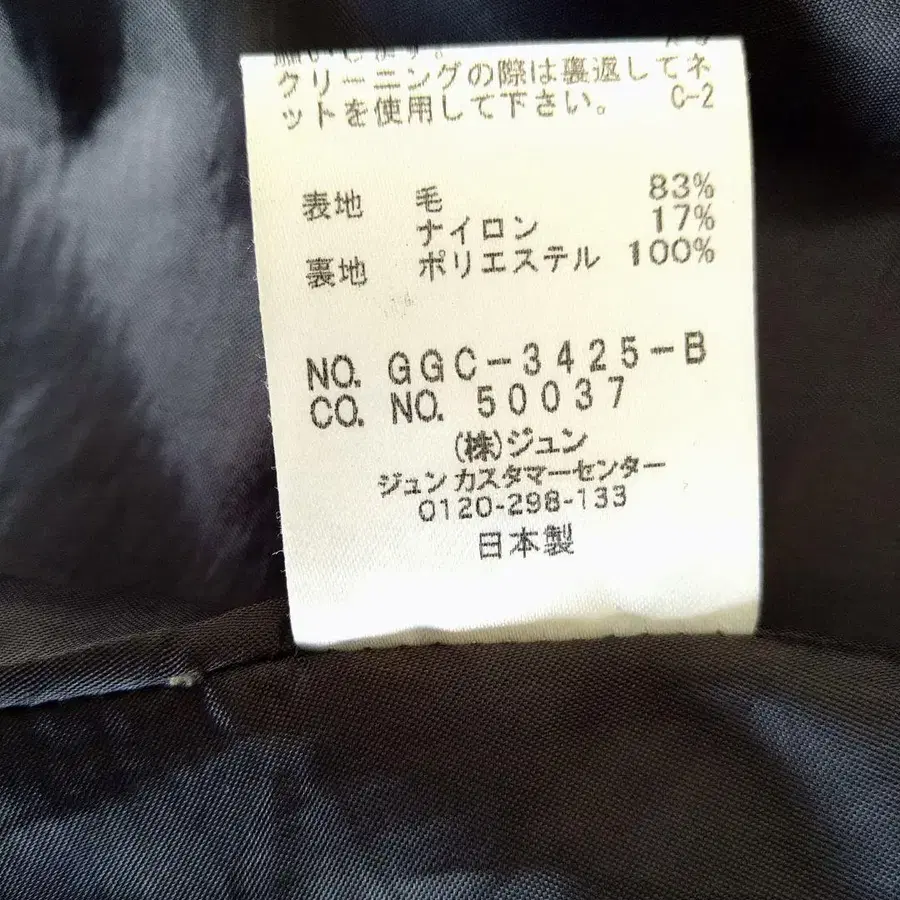 クリーニングの際は裏返してネ
ットを使用して下さい。 C-2
表地 毛 83%
ナイロン 17%
裏地 ポリエステル 100%
NO. GGC-3425-B
CO. NO. 50037
(株)ジュン
ジュンカスタマーセンター
0120-298-133
日本製